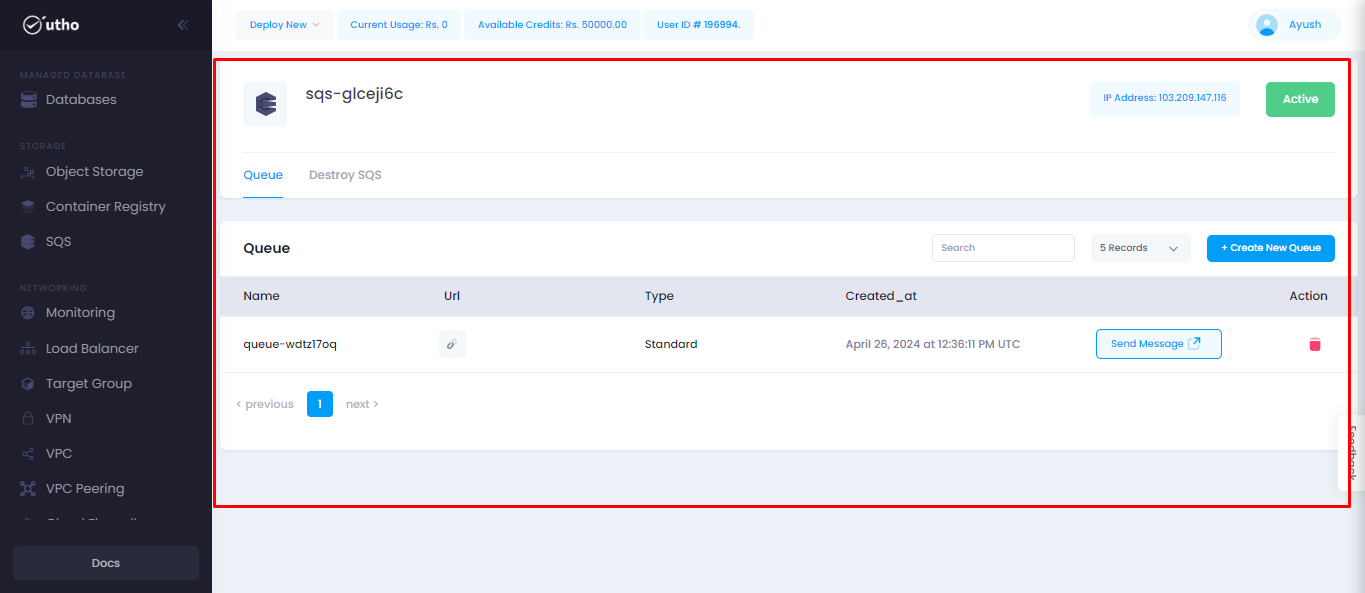 utho
Deploy New
Current Usage: Rs. 0
Available Credits: Rs. 50000.00
User ID # 196994.
Ayush
MANAGED DATABASE
Databases
STORAGE
Object Storage
Container Registry
SQS
NETWORKING
Monitoring
Load Balancer
Target Group
VPN
VPC
VPC Peering
Docs
sqs-glceji6c
IP Address: 103.209.147.116
Active
Queue
Destroy SQS
Queue
Search
5 Records
+ Create New Queue
Name
Url
Type
Created_at
Action
queue-wdtz17oq
Standard
April 26, 2024 at 12:36:11 PM UTC
Send Message
< previous
1
next >
Feedback